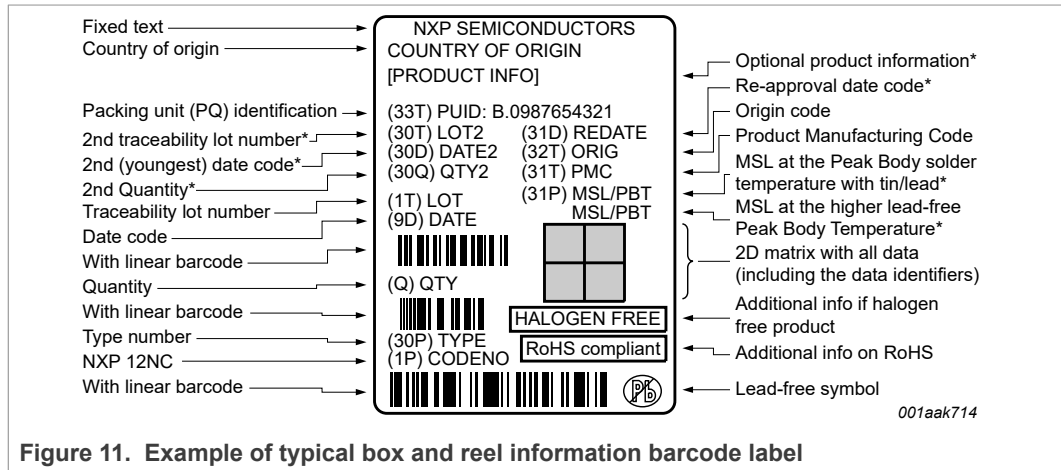 Fixed text
Country of origin
Packing unit (PQ) identification
2nd traceability lot number*
2nd (youngest) date code*
2nd Quantity*
Traceability lot number
Date code
With linear barcode
Quantity
With linear barcode
Type number
NXP 12NC
With linear barcode
NXP SEMICONDUCTORS
COUNTRY OF ORIGIN
[PRODUCT INFO]
(33T) PUID: B.0987654321
(30T) LOT2 (31D) REDATE
(30D) DATE2 (32T) ORIG
(30Q) QTY2 (31T) PMC
(31P) MSL/PBT
(1T) LOT MSL/PBT
(9D) DATE
(Q) QTY
HALOGEN FREE
(30P) TYPE RoHS compliant
(1P) CODENO
Pb
Optional product information*
Re-approval date code*
Origin code
Product Manufacturing Code
MSL at the Peak Body solder
temperature with tin/lead*
MSL at the higher lead-free
Peak Body Temperature*
2D matrix with all data
(including the data identifiers)
Additional info if halogen
free product
Additional info on RoHS
Lead-free symbol
001aak714
Figure 11. Example of typical box and reel information barcode label